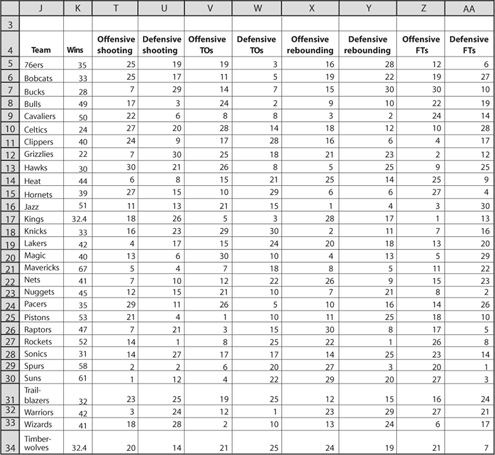 J K T U V W X Y Z AA
3
4 Team Wins Offensive shooting Defensive shooting Offensive TOs Defensive TOs Offensive rebounding Defensive rebounding Offensive FTs Defensive FTs
5 76ers 35 25 19 19 3 16 28 12 6
6 Bobcats 33 25 17 11 5 19 22 19 27
7 Bucks 28 7 29 14 7 15 30 30 10
8 Bulls 49 17 3 24 2 9 10 22 19
9 Cavaliers 50 22 6 8 8 3 2 24 14
10 Celtics 24 27 20 28 14 18 12 10 28
11 Clippers 40 24 9 17 28 16 6 4 17
12 Grizzlies 22 7 30 25 18 21 23 2 12
13 Hawks 30 30 21 26 8 5 25 9 25
14 Heat 44 6 8 15 21 25 14 25 9
15 Hornets 39 27 15 10 29 6 6 27 4
16 Jazz 51 11 13 21 15 1 4 3 30
17 Kings 32.4 18 26 5 3 28 17 1 13
18 Knicks 33 16 23 29 30 2 11 7 16
19 Lakers 42 4 17 15 24 20 18 13 20
20 Magic 40 13 6 30 10 4 13 5 29
21 Mavericks 67 5 4 7 18 8 5 11 22
22 Nets 41 7 10 12 22 26 9 15 23
23 Nuggets 45 12 15 21 10 7 21 8 2
24 Pacers 35 29 11 26 5 10 16 14 26
25 Pistons 53 21 4 1 10 11 25 18 10
26 Raptors 47 7 21 3 15 30 8 17 5
27 Rockets 52 14 1 8 25 22 1 26 8
28 Sonics 31 14 27 17 17 14 25 23 14
29 Spurs 58 2 2 6 20 27 3 20 1
30 Suns 61 1 12 4 22 29 20 27 3
31 Trail-blazers 32 23 25 19 25 12 15 16 24
32 Warriors 42 3 24 12 1 23 29 27 21
33 Wizards 41 18 28 2 10 13 24 6 17
34 Timber-wolves 32.4 20 14 21 25 24 19 21 7